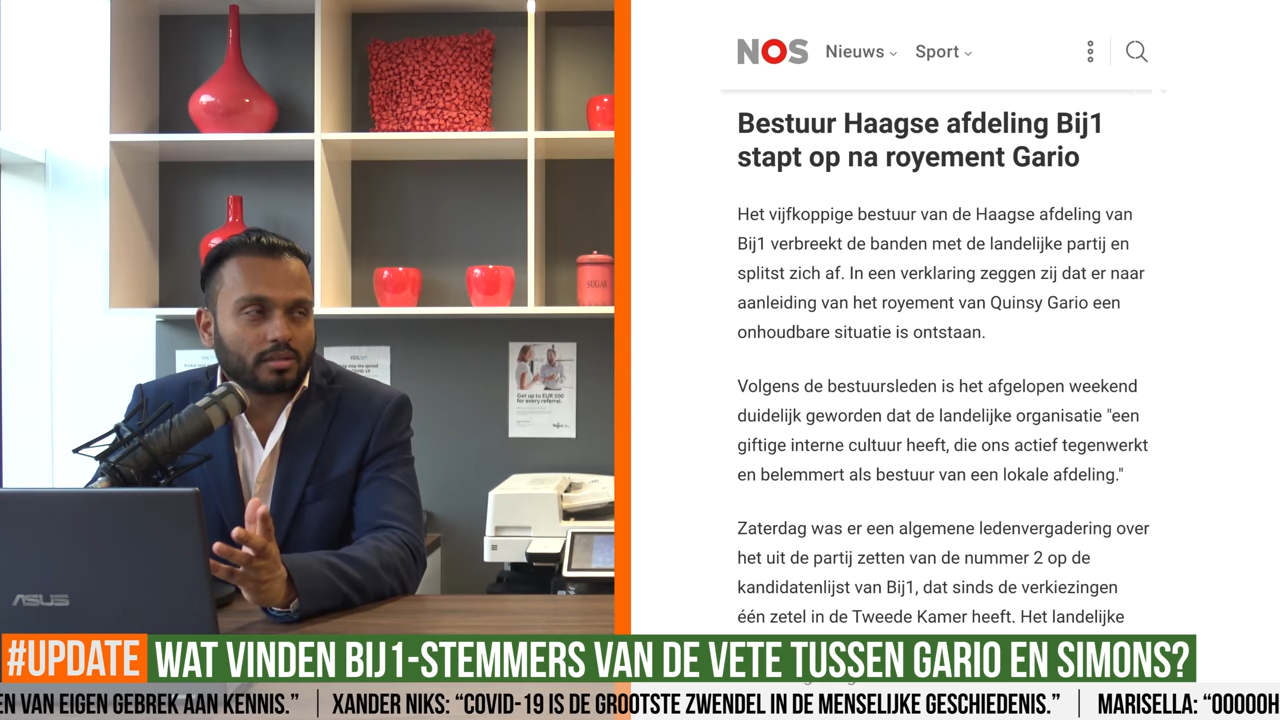 NOS Nieuws Sport
Bestuur Haagse afdeling Bij1
stapt op na royement Gario
Het vijfkoppige bestuur van de Haagse afdeling van
Bij1 verbreekt de banden met de landelijke partij en
splitst zich af. In een verklaring zeggen zij dat er naar
aanleiding van het royement van Quinsy Gario een
onhoudbare situatie is ontstaan.
Volgens de bestuursleden is het afgelopen weekend
duidelijk geworden dat de landelijke organisatie "een
giftige interne cultuur heeft, die ons actief tegenwerkt
en belemmert als bestuur van een lokale afdeling."
Zaterdag was er een algemene ledenvergadering over
het uit de partij zetten van de nummer 2 op de
kandidatenlijst van Bij1, dat sinds de verkiezingen
één zetel in de Tweede Kamer heeft. Het landelijke
SUGAR
Get up to EUR 500
for every referral.
ASUS
#UPDATE WAT VINDEN BIJ1-STEMMERS VAN DE VETE TUSSEN GARIO EN SIMONS?
EN VAN EIGEN GEBREK AAN KENNIS.” | XANDER NIKS: “COVID-19 IS DE GROOTSTE ZWENDEL IN DE MENSELIJKE GESCHIEDENIS.” | MARISELLA: “OOOOOH